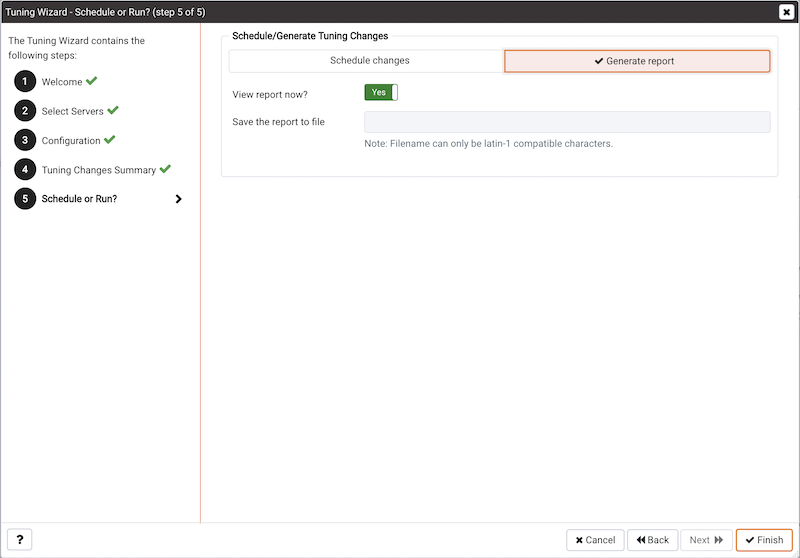 Tuning Wizard - Schedule or Run? (step 5 of 5)
The Tuning Wizard contains the
following steps:
1 Welcome
2 Select Servers
3 Configuration
4 Tuning Changes Summary
5 Schedule or Run?
Schedule/Generate Tuning Changes
Schedule changes
Generate report
View report now?
Yes
Save the report to file
Note: Filename can only be latin-1 compatible characters.
?
Cancel
Back
Next
Finish